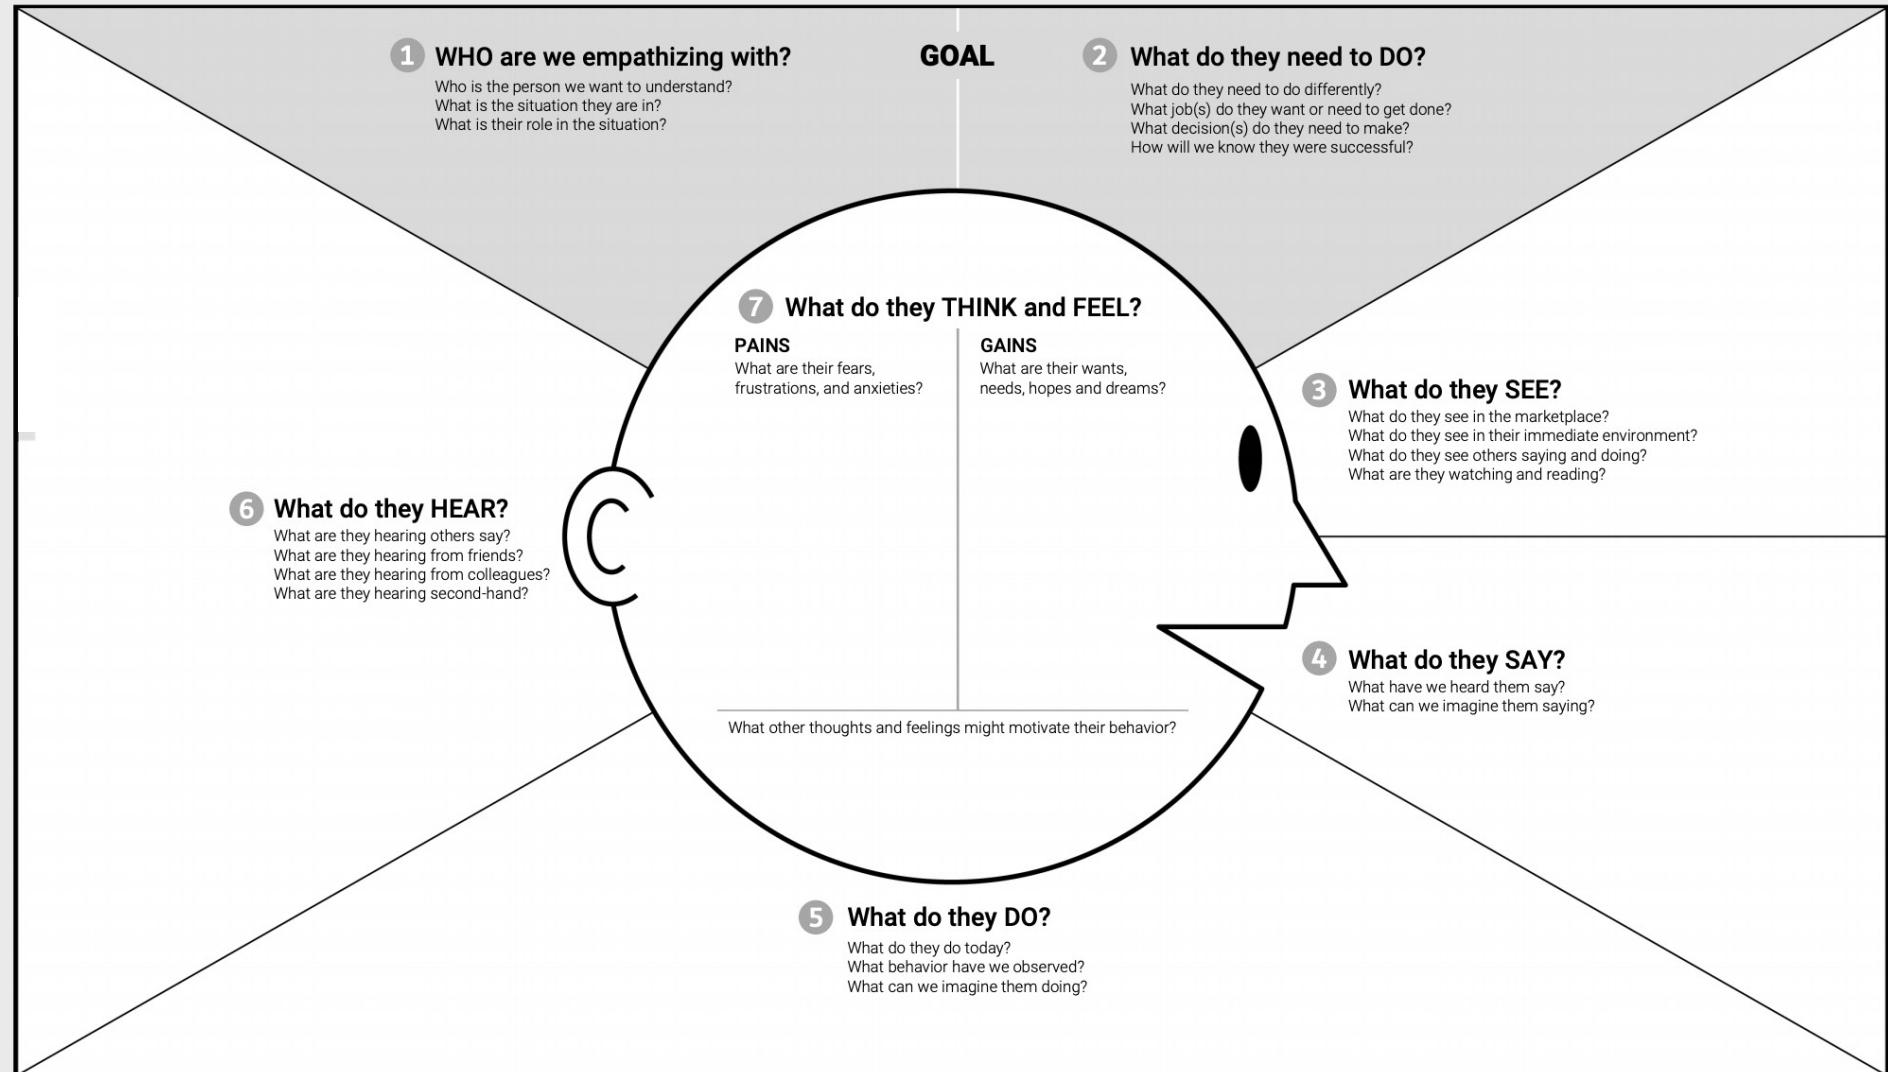 GOAL
1 WHO are we empathizing with?
Who is the person we want to understand?
What is the situation they are in?
What is their role in the situation?
2 What do they need to DO?
What do they need to do differently?
What job(s) do they want or need to get done?
What decision(s) do they need to make?
How will we know they were successful?
3 What do they SEE?
What do they see in the marketplace?
What do they see in their immediate environment?
What do they see others saying and doing?
What are they watching and reading?
4 What do they SAY?
What have we heard them say?
What can we imagine them saying?
5 What do they DO?
What do they do today?
What behavior have we observed?
What can we imagine them doing?
6 What do they HEAR?
What are they hearing others say?
What are they hearing from friends?
What are they hearing from colleagues?
What are they hearing second-hand?
7 What do they THINK and FEEL?
PAINS
What are their fears,
frustrations, and anxieties?
GAINS
What are their wants,
needs, hopes and dreams?
What other thoughts and feelings might motivate their behavior?